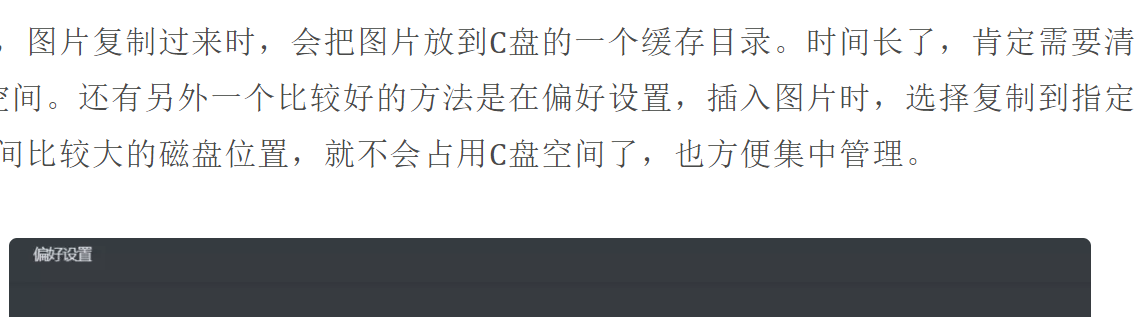 ，图片复制过来时，会把图片放到C盘的一个缓存目录。时间长了，肯定需要清
空间。还有另外一个比较好的方法是在偏好设置，插入图片时，选择复制到指定
间比较大的磁盘位置，就不会占用C盘空间了，也方便集中管理。
偏好设置